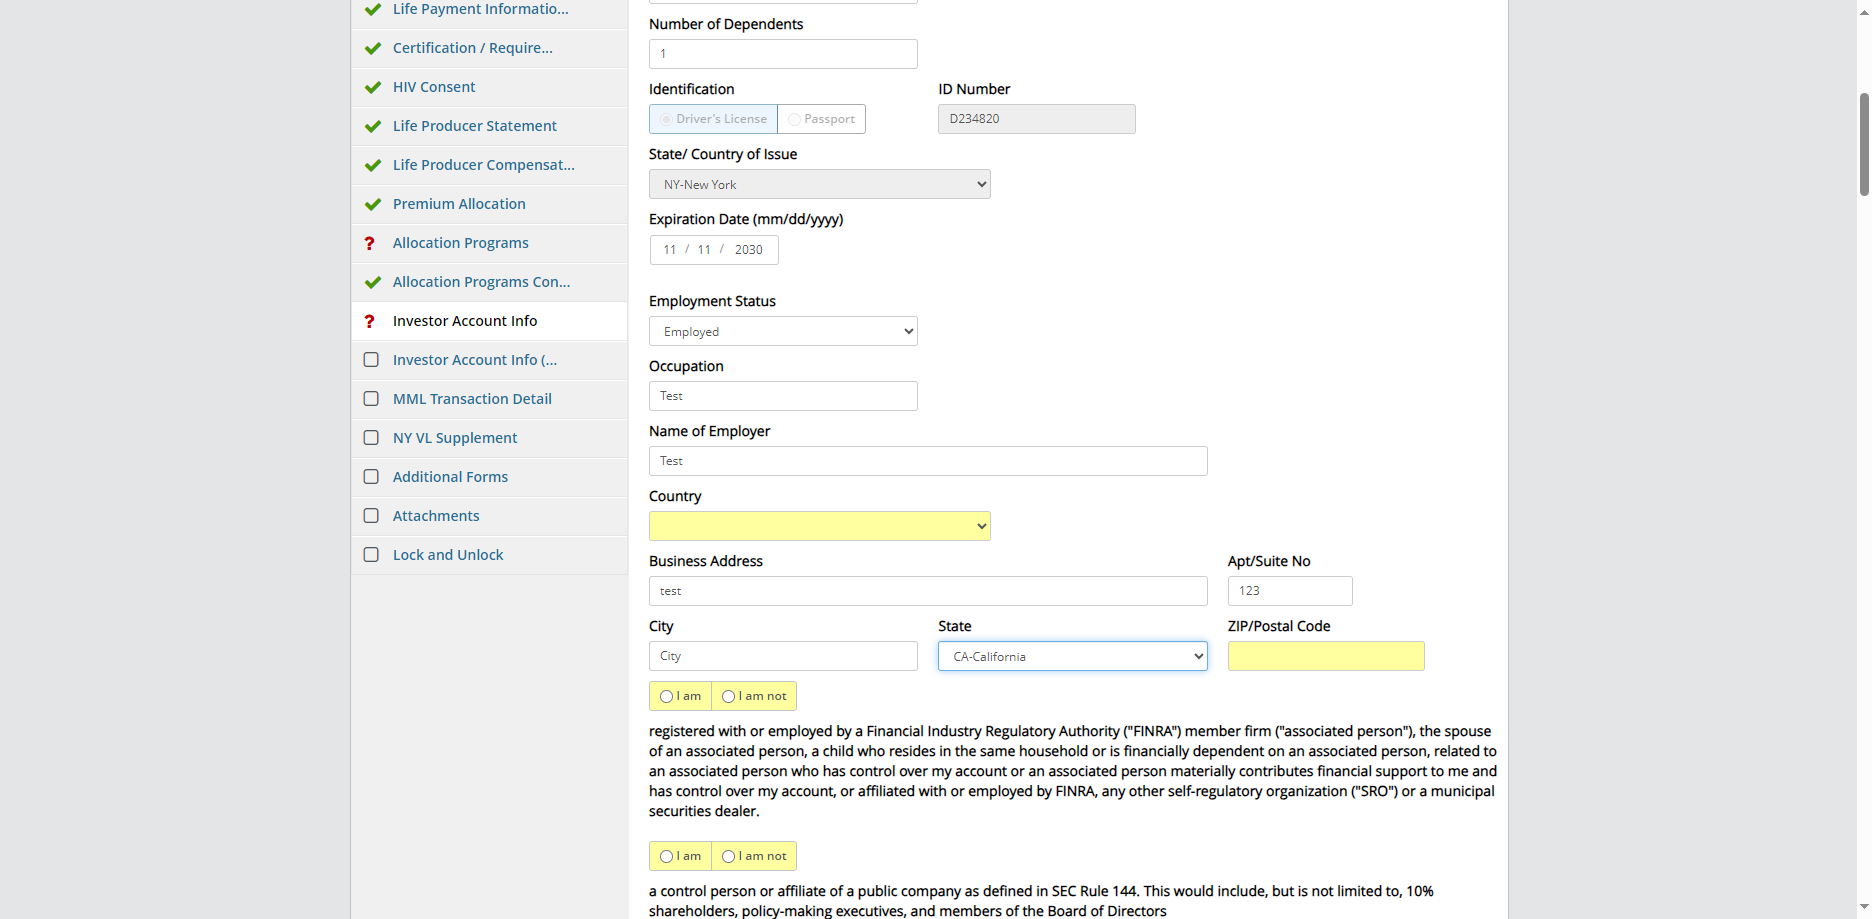 Life Payment Informatio...
Certification / Require...
HIV Consent
Life Producer Statement
Life Producer Compensat...
Premium Allocation
? Allocation Programs
Allocation Programs Con...
? Investor Account Info
Investor Account Info (...
MML Transaction Detail
NY VL Supplement
Additional Forms
Attachments
Lock and Unlock
Number of Dependents
1
Identification ID Number
Driver's License Passport D234820
State/ Country of Issue
NY-New York
Expiration Date (mm/dd/yyyy)
11 / 11 / 2030
Employment Status
Employed
Occupation
Test
Name of Employer
Test
Country
Business Address Apt/Suite No
test 123
City State ZIP/Postal Code
City CA-California
I am I am not
registered with or employed by a Financial Industry Regulatory Authority ("FINRA") member firm ("associated person"), the spouse
of an associated person, a child who resides in the same household or is financially dependent on an associated person, related to
an associated person who has control over my account or an associated person materially contributes financial support to me and
has control over my account, or affiliated with or employed by FINRA, any other self-regulatory organization ("SRO") or a municipal
securities dealer.
I am I am not
a control person or affiliate of a public company as defined in SEC Rule 144. This would include, but is not limited to, 10%
shareholders, policy-making executives, and members of the Board of Directors